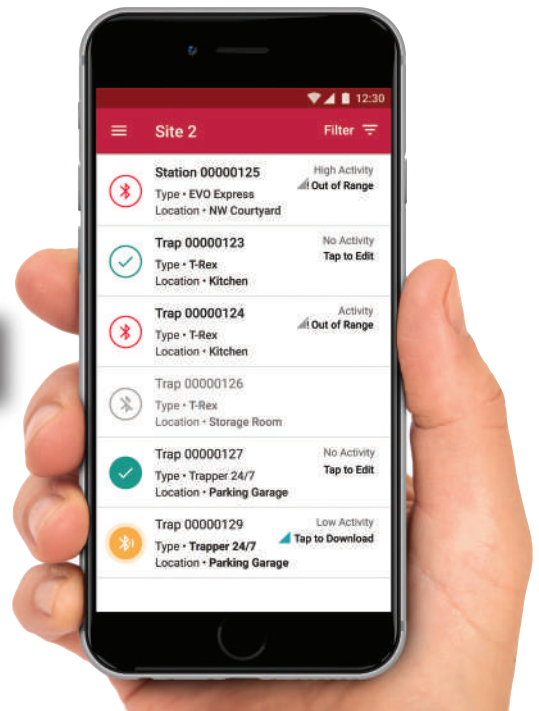 12:30
Site 2 Filter
Station 00000125 High Activity
Out of Range
Type • EVO Express
Location • NW Courtyard
Trap 00000123 No Activity
Tap to Edit
Type • T-Rex
Location • Kitchen
Trap 00000124 Activity
Out of Range
Type • T-Rex
Location • Kitchen
Trap 00000126
Type • T-Rex
Location • Storage Room
Trap 00000127 No Activity
Tap to Edit
Type • Trapper 24/7
Location • Parking Garage
Trap 00000129 Low Activity
Tap to Download
Type • Trapper 24/7
Location • Parking Garage